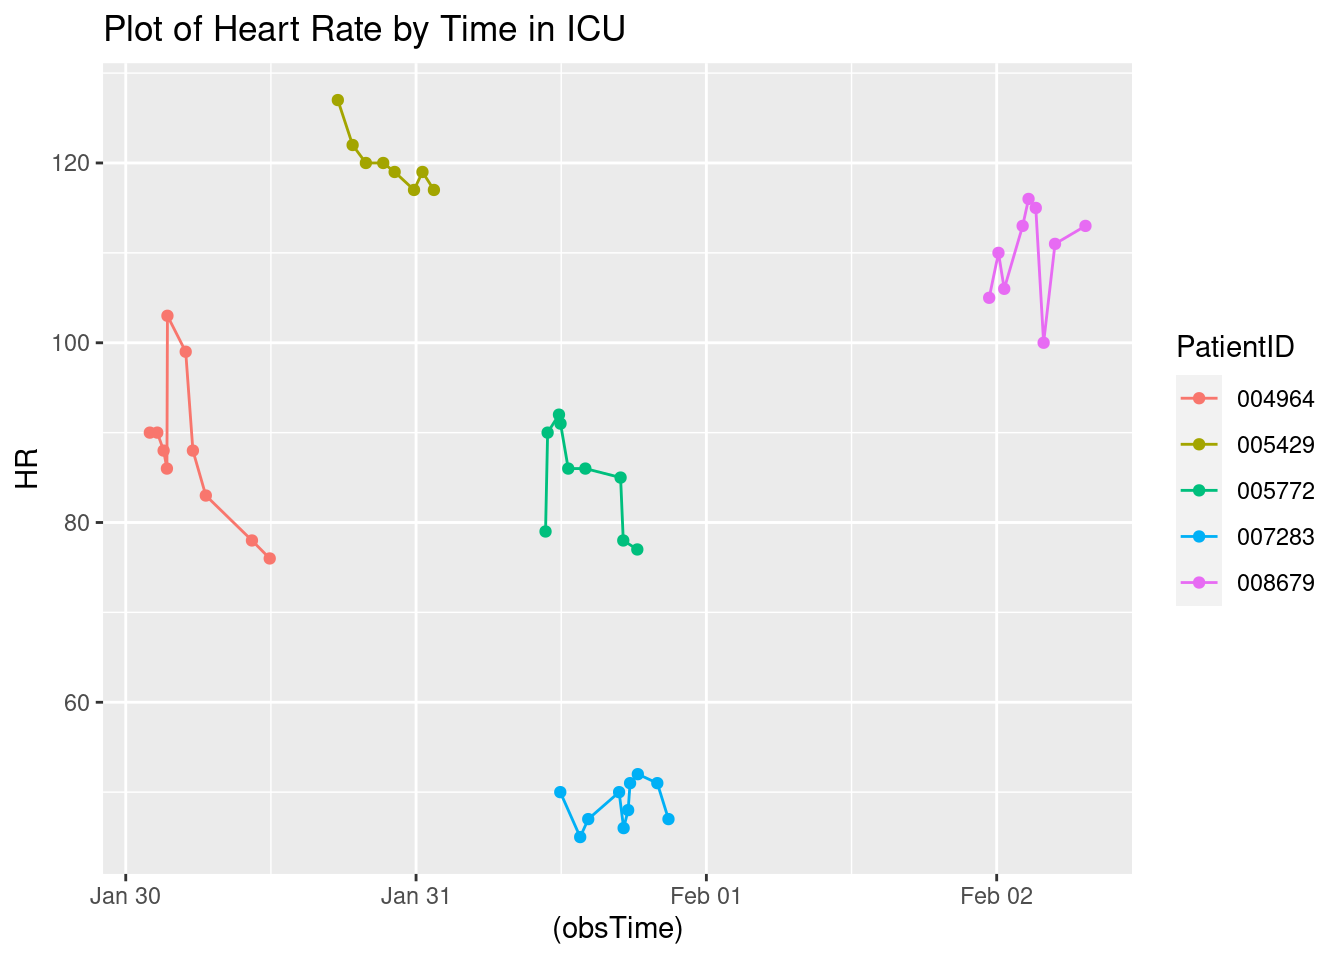 Plot of Heart Rate by Time in ICU
120
100
80
60
HR
Jan 30
Jan 31
Feb 01
Feb 02
(obsTime)
PatientID
004964
005429
005772
007283
008679